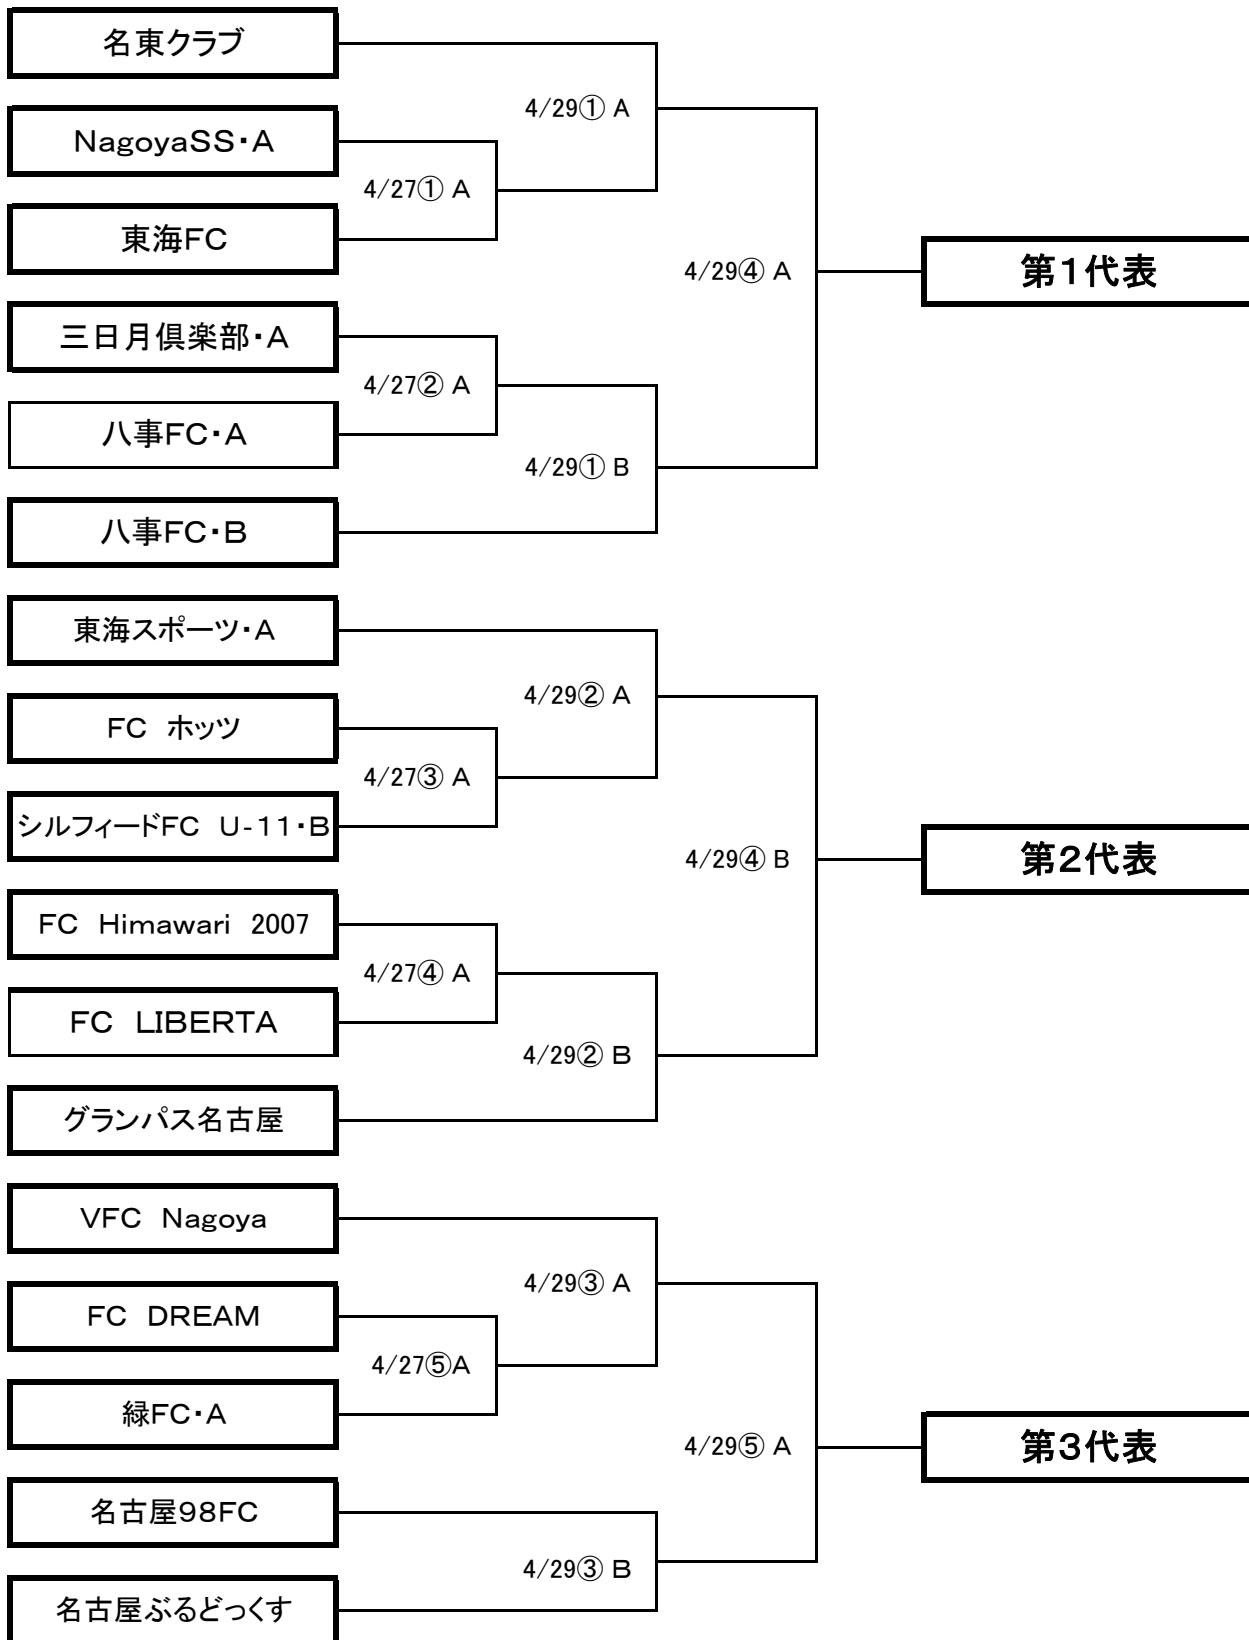 名東クラブ
4/29① A
NagoyaSS・A
4/27① A
東海FC
4/29④ A
第1代表
三日月倶楽部・A
4/27② A
八事FC・A
4/29① B
八事FC・B
東海スポーツ・A
4/29② A
FC ホッツ
4/27③ A
シルフィードFC U-11・B
4/29④ B
第2代表
FC Himawari 2007
4/27④ A
FC LIBERTA
4/29② B
グランパス名古屋
VFC Nagoya
4/29③ A
FC DREAM
4/27⑤A
緑FC・A
4/29⑤ A
第3代表
名古屋98FC
4/29③ B
名古屋ぶるどっくす